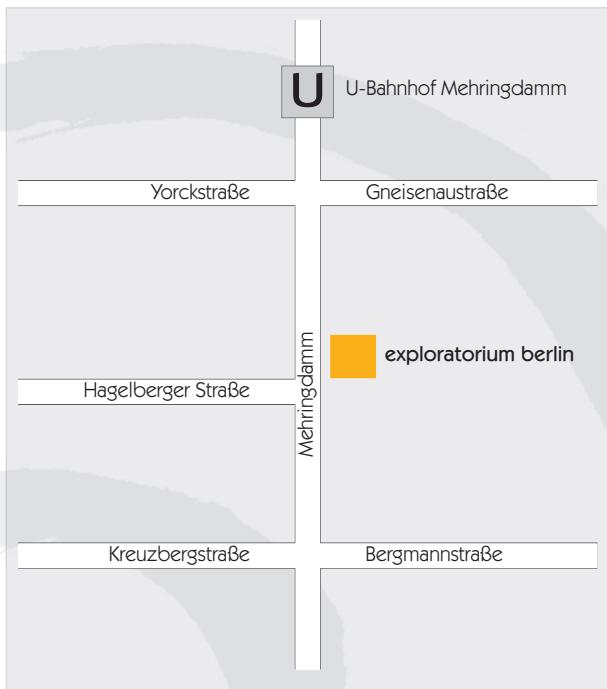 U
U-Bahnhof Mehringdamm
Yorckstraße
Gneisenaustraße
Mehringdamm
exploratorium berlin
Hagelberger Straße
Kreuzbergstraße
Bergmannstraße